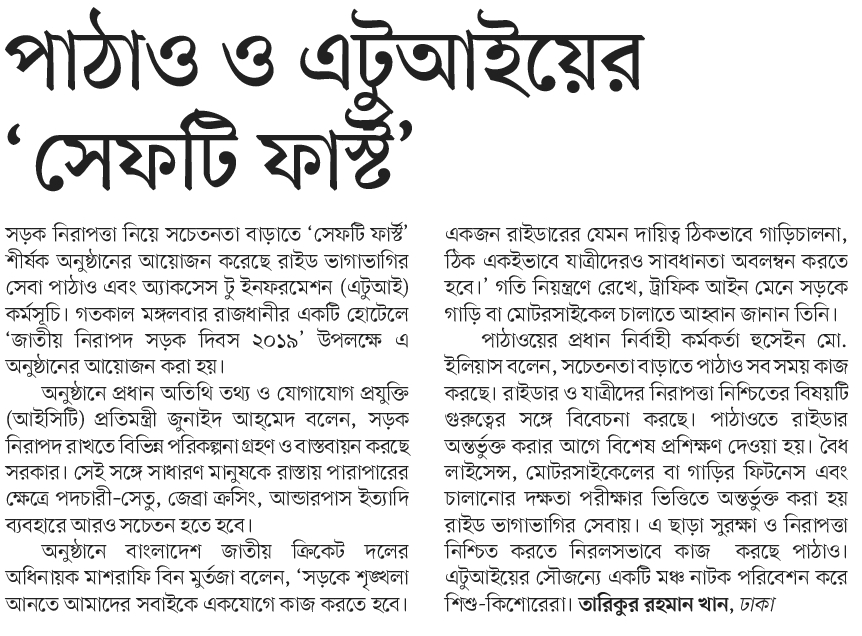 পাঠাও ও এটুআইয়ের
‘সেফটি ফার্স্ট’
সড়ক নিরাপত্তা নিয়ে সচেতনতা বাড়াতে ‘সেফটি ফার্স্ট’
শীর্ষক অনুষ্ঠানের আয়োজন করেছে রাইড ভাগাভাগির
সেবা পাঠাও এবং অ্যাকসেস টু ইনফরমেশন (এটুআই)
কর্মসূচি। গতকাল মঙ্গলবার রাজধানীর একটি হোটেলে
‘জাতীয় নিরাপদ সড়ক দিবস ২০১৯’ উপলক্ষে এ
অনুষ্ঠানের আয়োজন করা হয়।
অনুষ্ঠানে প্রধান অতিথি তথ্য ও যোগাযোগ প্রযুক্তি
(আইসিটি) প্রতিমন্ত্রী জুনাইদ আহ্‌মেদ বলেন, সড়ক
নিরাপদ রাখতে বিভিন্ন পরিকল্পনা গ্রহণ ও বাস্তবায়ন করছে
সরকার। সেই সঙ্গে সাধারণ মানুষকে রাস্তায় পারাপারের
ক্ষেত্রে পদচারী-সেতু, জেব্রা ক্রসিং, আন্ডারপাস ইত্যাদি
ব্যবহারে আরও সচেতন হতে হবে।
অনুষ্ঠানে বাংলাদেশ জাতীয় ক্রিকেট দলের
অধিনায়ক মাশরাফি বিন মুর্তজা বলেন, ‘সড়কে শৃঙ্খলা
আনতে আমাদের সবাইকে একযোগে কাজ করতে হবে।
একজন রাইডারের যেমন দায়িত্ব ঠিকভাবে গাড়িচালনা,
ঠিক একইভাবে যাত্রীদেরও সাবধানতা অবলম্বন করতে
হবে।’ গতি নিয়ন্ত্রণে রেখে, ট্রাফিক আইন মেনে সড়কে
গাড়ি বা মোটরসাইকেল চালাতে আহ্বান জানান তিনি।
পাঠাওয়ের প্রধান নির্বাহী কর্মকর্তা হুসেইন মো.
ইলিয়াস বলেন, সচেতনতা বাড়াতে পাঠাও সব সময় কাজ
করছে। রাইডার ও যাত্রীদের নিরাপত্তা নিশ্চিতের বিষয়টি
গুরুত্বের সঙ্গে বিবেচনা করছে। পাঠাওতে রাইডার
অন্তর্ভুক্ত করার আগে বিশেষ প্রশিক্ষণ দেওয়া হয়। বৈধ
লাইসেন্স, মোটরসাইকেলের বা গাড়ির ফিটনেস এবং
চালানোর দক্ষতা পরীক্ষার ভিত্তিতে অন্তর্ভুক্ত করা হয়
রাইড ভাগাভাগির সেবায়। এ ছাড়া সুরক্ষা ও নিরাপত্তা
নিশ্চিত করতে নিরলসভাবে কাজ করছে পাঠাও।
এটুআইয়ের সৌজন্যে একটি মঞ্চ নাটক পরিবেশন করে
শিশু-কিশোরেরা। তারিকুর রহমান খান, ঢাকা